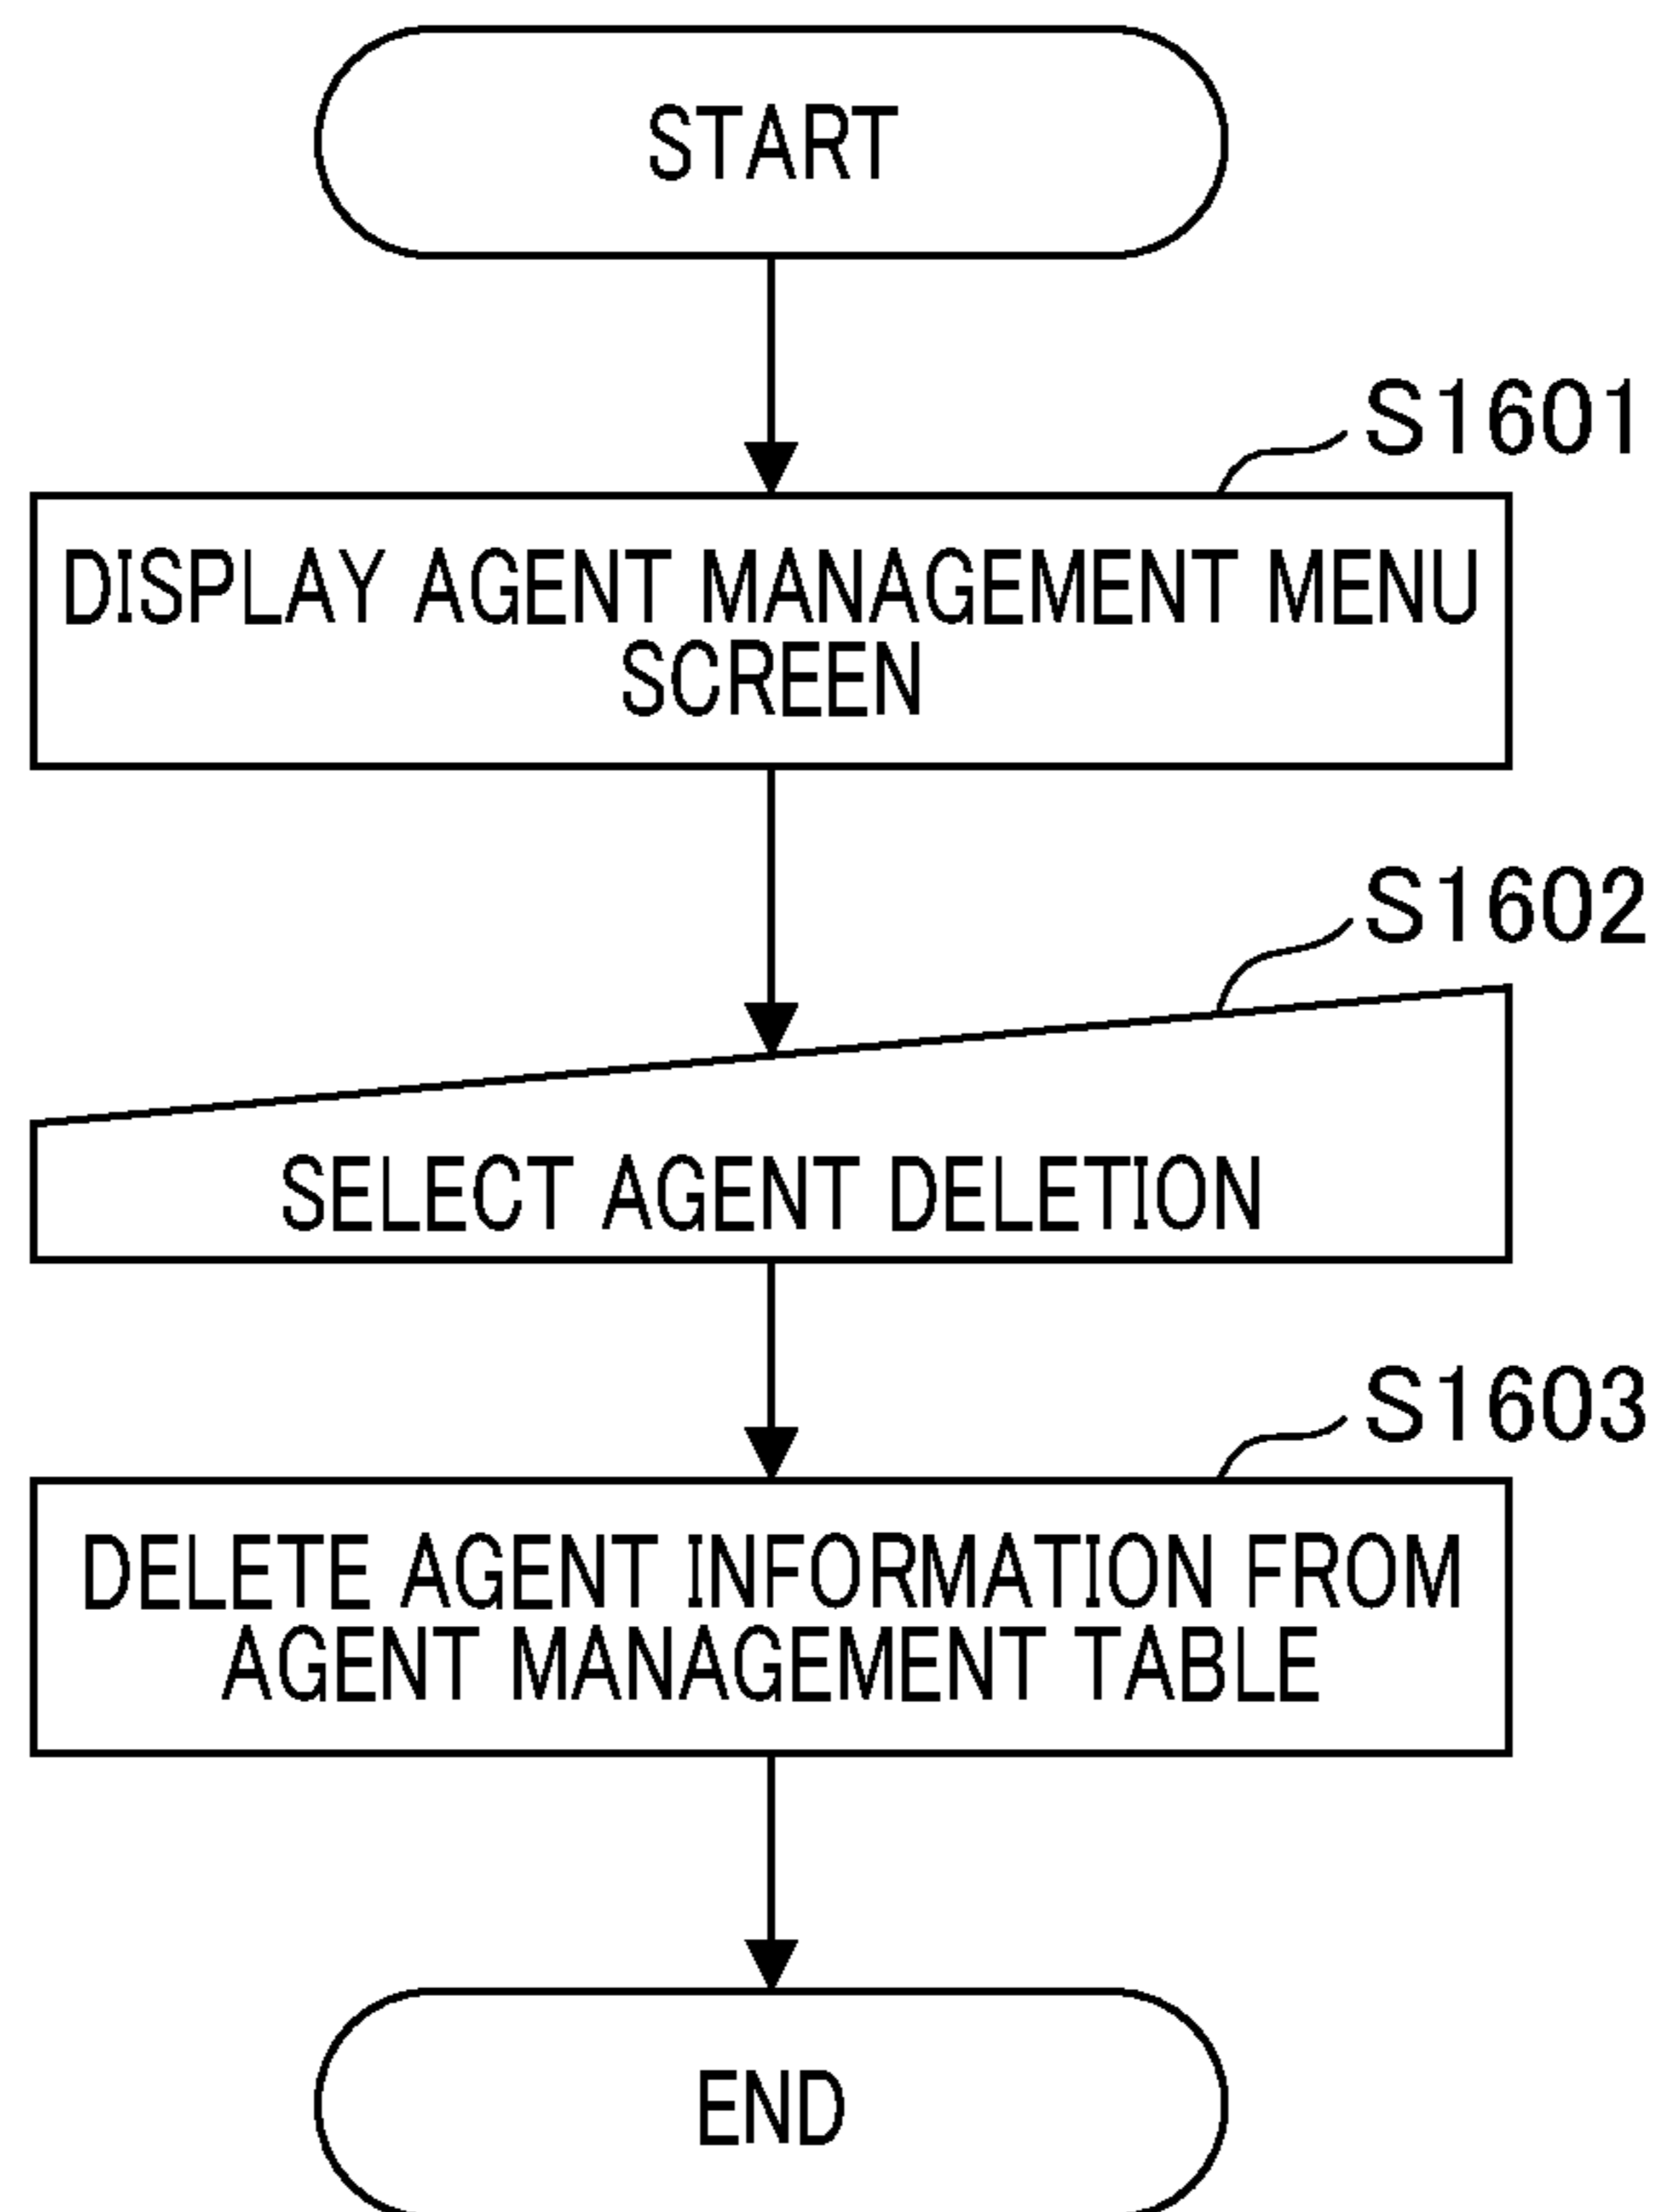 START
S1601
DISPLAY AGENT MANAGEMENT MENU
SCREEN
S1602
SELECT AGENT DELETION
S1603
DELETE AGENT INFORMATION FROM
AGENT MANAGEMENT TABLE
END